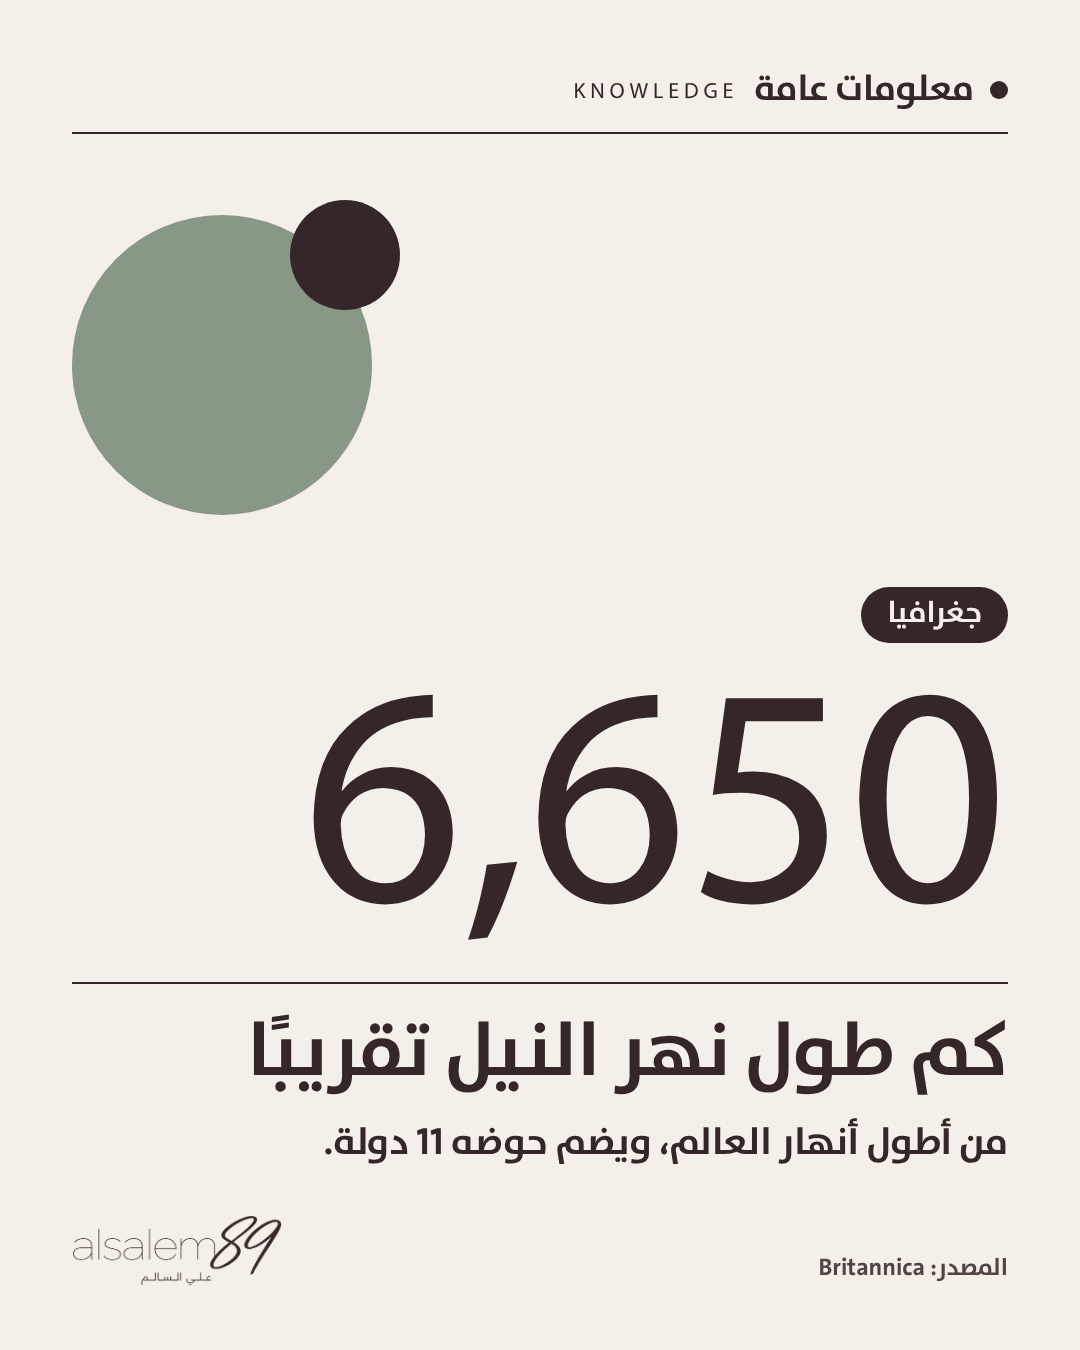 معلومات عامة KNOWLEDGE
جغرافيا
6,650
كم طول نهر النيل تقريبًا
من أطول أنهار العالم، ويضم حوضه 11 دولة.
المصدر: Britannica
alsalem89
علي السالم